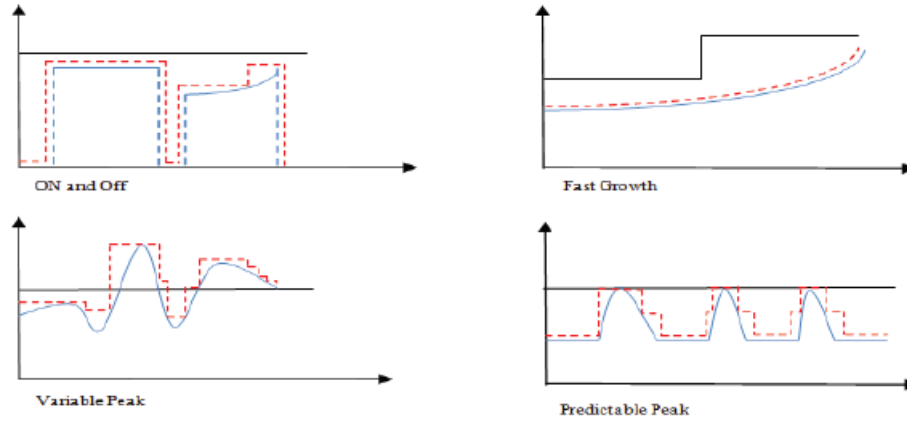 ON and Off
Fast Growth
Variable Peak
Predictable Peak